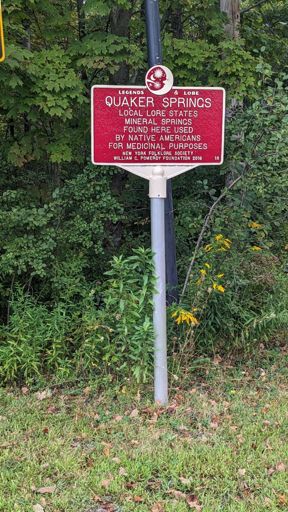 LEGENDS & LORE
QUAKER SPRINGS
LOCAL LORE STATES
MINERAL SPRINGS
FOUND HERE USED
BY NATIVE AMERICANS
FOR MEDICINAL PURPOSES
NEW YORK FOLKLORE SOCIETY
WILLIAM C. POMEROY FOUNDATION 2016